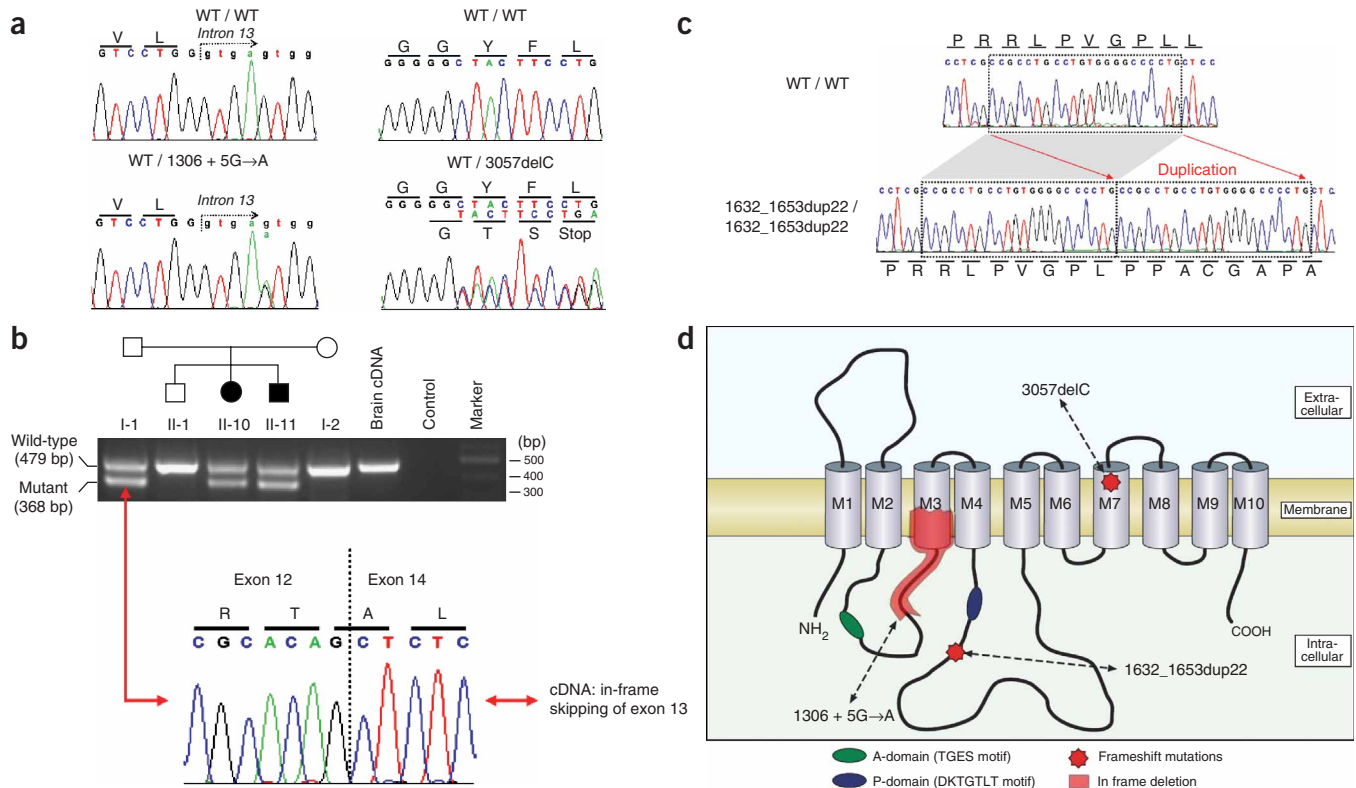 a
WT / WT
V L Intron 13
G T C C T G G g t g a g t g g
WT / 1306 + 5G→A
V L Intron 13
G T C C T G G g t g a g t g g
a
WT / WT
G G Y F L
G G G G G C T A C T T C C T G
WT / 3057delC
G G Y F L
G G G G G C T A C T T C C T G
T A C T T C C T G A
G T S Stop
b
I-1 II-1 II-10 II-11 I-2 Brain cDNA Control Marker
Wild-type
(479 bp)
Mutant
(368 bp)
(bp)
500
400
300
Exon 12 Exon 14
R T A L
C G C A C A G C T C T C
cDNA: in-frame
skipping of exon 13
c
WT / WT
P R R L P V G P L L
C C T C G C C G C C T G C C T G T G G G G C C C C T G C T C C
Duplication
1632_1653dup22 /
1632_1653dup22
C C T C G C C G C C T G C C T G T G G G G C C C C T G C C G C C T G C C T G T G G G G C C C C T G C T C
P R R L P V G P L P P A C G A P A
d
3057delC
Extra-
cellular
M1 M2 M3 M4 M5 M6 M7 M8 M9 M10
Membrane
NH2
COOH
Intra-
cellular
1632_1653dup22
1306 + 5G→A
A-domain (TGES motif)
P-domain (DKTGTLT motif)
Frameshift mutations
In frame deletion